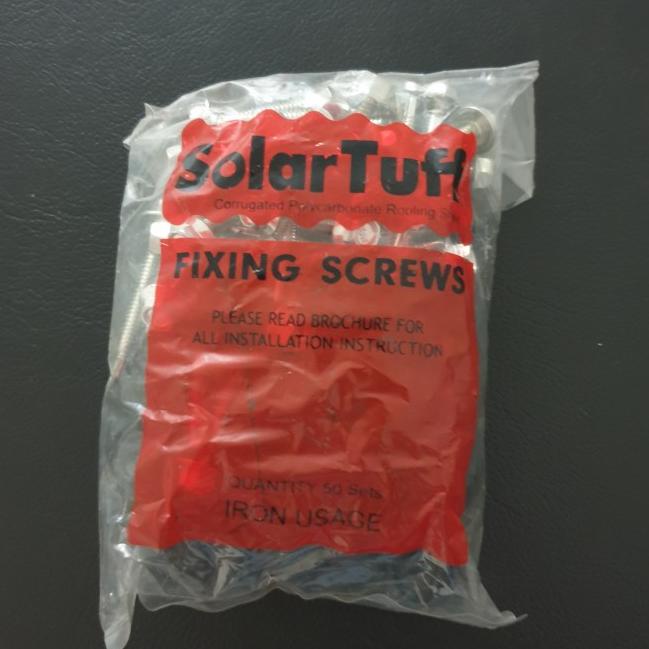 SolarTuff
Corrugated Polycarbonate Roofing
FIXING SCREWS
PLEASE READ BROCHURE FOR
ALL INSTALLATION INSTRUCTION
QUANTITY 50 Sets
IRON USAGE